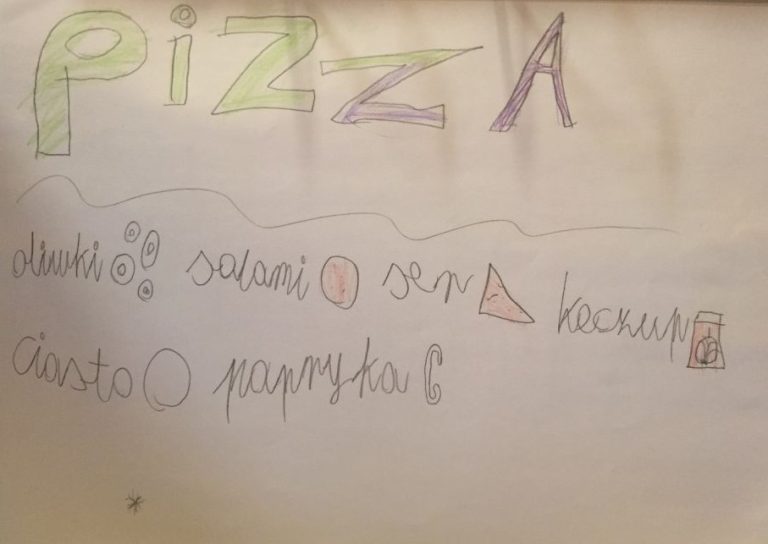 PiZZA
oliwki salami ser keczup
ciasto papryka